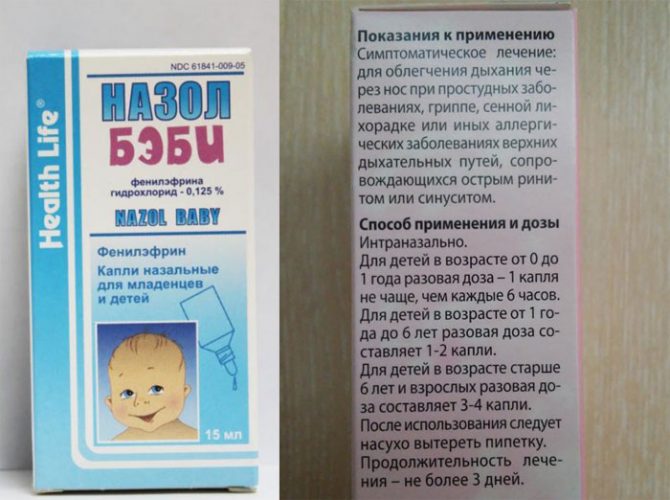 NDC 61841-009-05
Health Life®
НАЗОЛ
БЭБИ
фенилэфрина
гидрохлорид - 0,125 %
NAZOL BABY
Фенилэфрин
Капли назальные
для младенцев
и детей
15 мл
Показания к применению
Симптоматическое лечение:
для облегчения дыхания че-
рез нос при простудных забо-
леваниях, гриппе, сенной ли-
хорадке или иных аллерги-
ческих заболеваниях верхних
дыхательных путей, сопро-
вождающихся острым рини-
том или синуситом.
Способ применения и дозы
Интраназально.
Для детей в возрасте от 0 до
1 года разовая доза – 1 капля
не чаще, чем каждые 6 часов.
Для детей в возрасте от 1 го-
да до 6 лет разовая доза со-
ставляет 1-2 капли.
Для детей в возрасте старше
6 лет и взрослых разовая до-
за составляет 3-4 капли.
После использования следует
насухо вытереть пипетку.
Продолжительность лече-
ния – не более 3 дней.